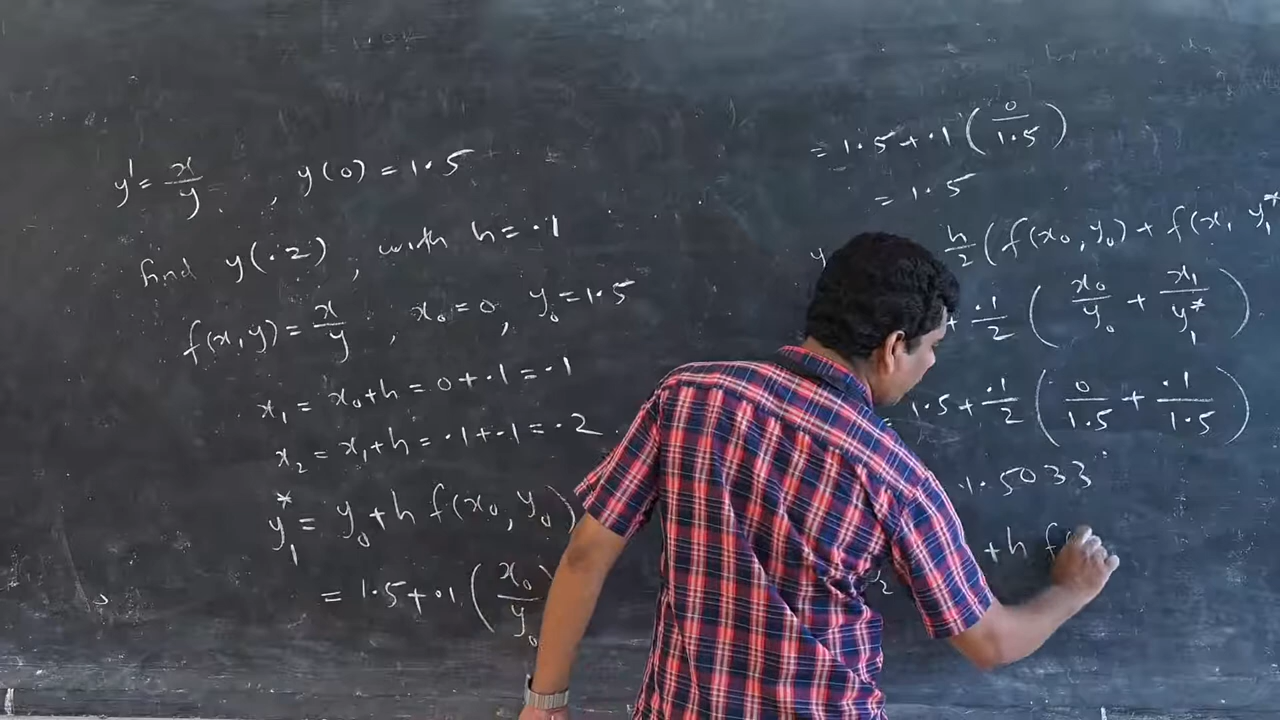 y' = x/y , y(0) = 1.5
find y(.2) , with h = .1
f(x,y) = x/y , x₀ = 0 , y₀ = 1.5
x₁ = x₀+h = 0+.1 = .1
x₂ = x₁+h = .1+.1 = .2
y₁* = y₀+h f(x₀, y₀)
= 1.5+.1 (x₀/y₀)
= 1.5+.1 (0/1.5)
= 1.5
y h/2 (f(x₀, y₀) + f(x₁ y₁*
+ .1/2 (x₀/y₀ + x₁/y₁*)
1.5+ .1/2 (0/1.5 + .1/1.5)
1.5033
2 +h f(